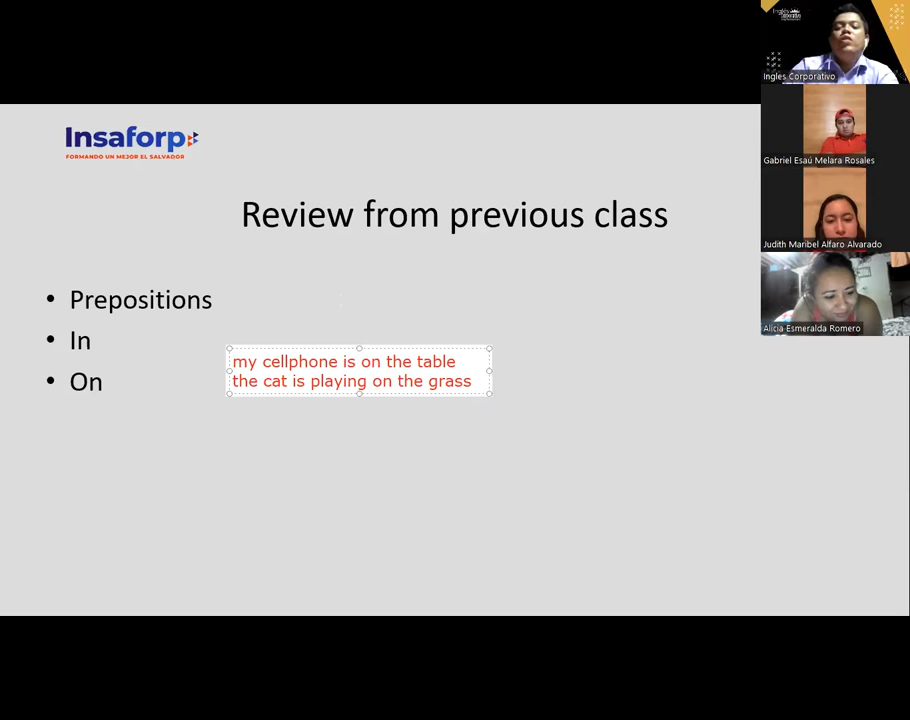 Inglés
Corporativo
Ingles Corporativo
Insaforp
FORMANDO UN MEJOR EL SALVADOR
Gabriel Esaú Melara Rosales
Review from previous class
Judith Maribel Alfaro Alvarado
• Prepositions
Alicia Esmeralda Romero
• In
my cellphone is on the table
the cat is playing on the grass
• On